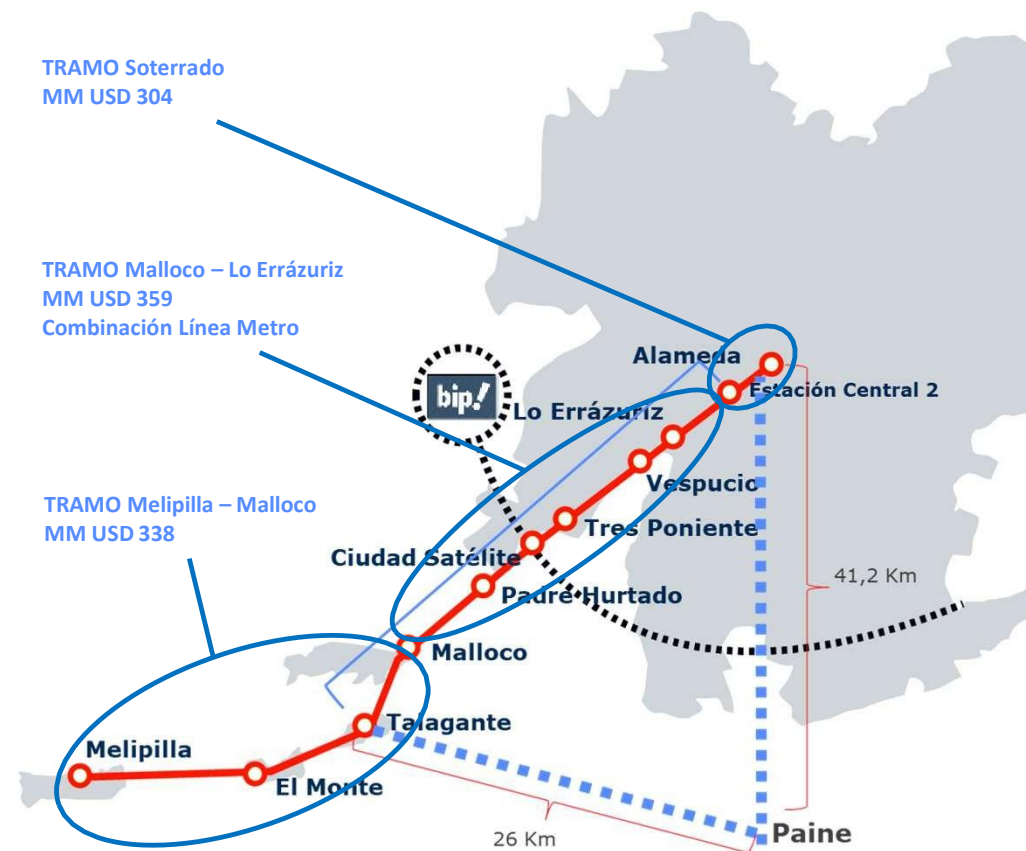 TRAMO Soterrado
MM USD 304
TRAMO Malloco – Lo Errázuriz
MM USD 359
Combinación Línea Metro
Alameda
Estación Central 2
bip!
Lo Errázuriz
Vespucio
TRAMO Melipilla – Malloco
MM USD 338
Tres Poniente
Ciudad Satélite
41,2 Km
Padre Hurtado
Malloco
Talagante
Melipilla
El Monte
Paine
26 Km